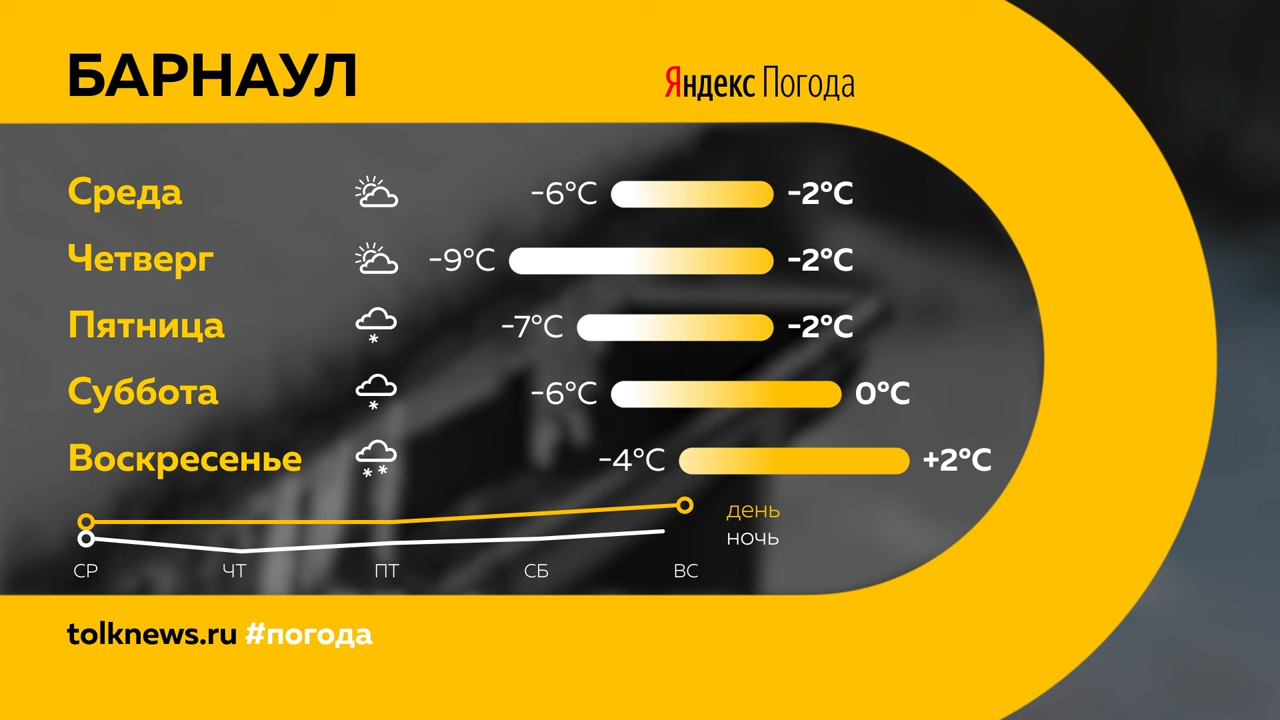 БАРНАУЛ
Яндекс Погода
Среда -6°C -2°C
Четверг -9°C -2°C
Пятница -7°C -2°C
Суббота -6°C 0°C
Воскресенье -4°C +2°C
день
ночь
СР ЧТ ПТ СБ ВС
tolknews.ru #погода